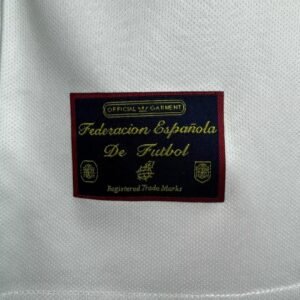 OFFICIAL GARMENT
Federacion Española
De Futbol
Registered Trade Marks